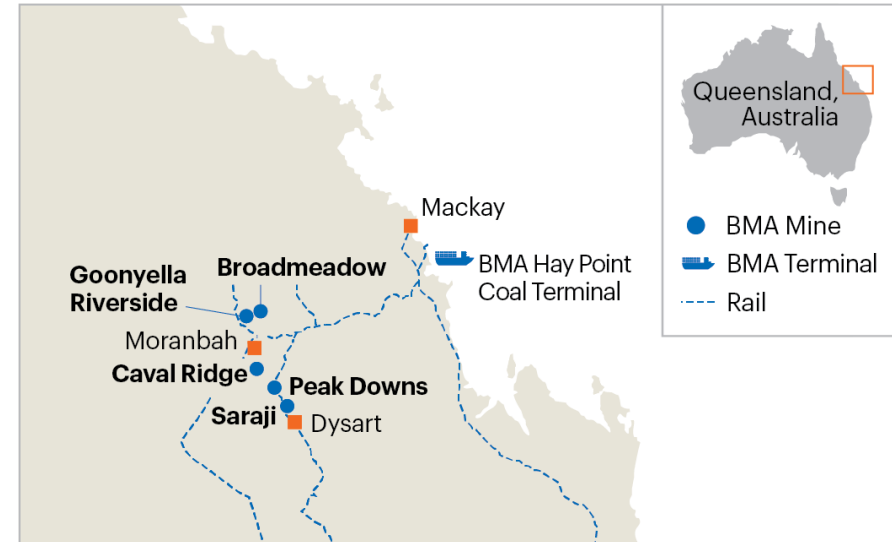 Queensland,
Australia
BMA Mine
BMA Terminal
Rail
Mackay
BMA Hay Point
Coal Terminal
Broadmeadow
Goonyella
Riverside
Moranbah
Caval Ridge
Peak Downs
Saraji
Dysart